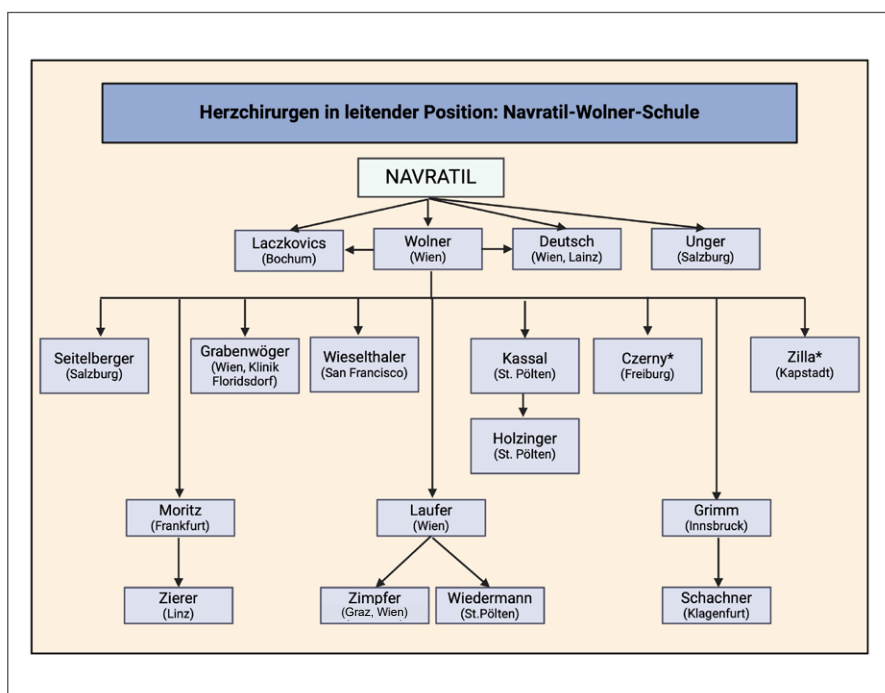 Herzchirurgen in leitender Position: Navratil-Wolner-Schule
NAVRATIL
Laczkovics
(Bochum)
Wolner
(Wien)
Deutsch
(Wien, Lainz)
Unger
(Salzburg)
Seitelberger
(Salzburg)
Grabenwöger
(Wien, Klinik
Floridsdorf)
Wieselthaler
(San Francisco)
Kassal
(St. Pölten)
Czerny*
(Freiburg)
Zilla*
(Kapstadt)
Holzinger
(St. Pölten)
Moritz
(Frankfurt)
Laufer
(Wien)
Grimm
(Innsbruck)
Zierer
(Linz)
Zimpfer
(Graz, Wien)
Wiedermann
(St.Pölten)
Schachner
(Klagenfurt)